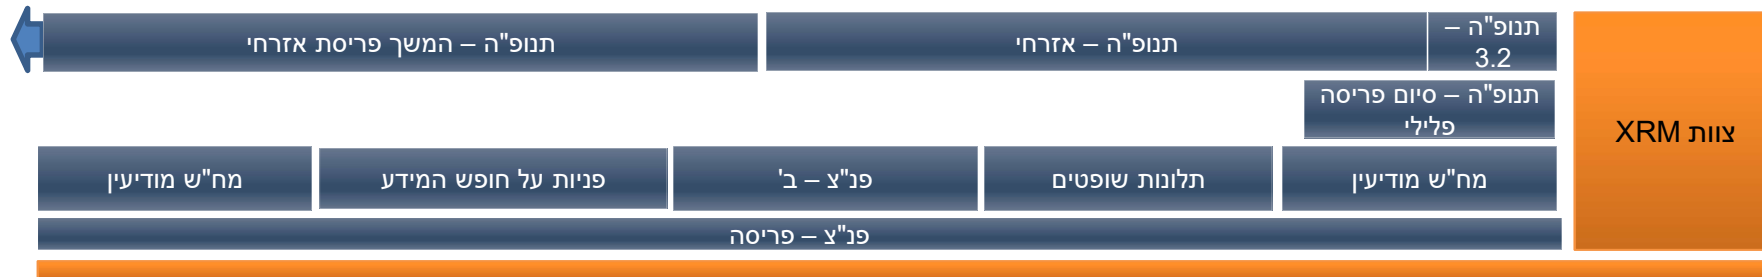 צוות XRM
תנופ"ה –
3.2
תנופ"ה – אזרחי
תנופ"ה – המשך פריסת אזרחי
תנופ"ה – סיום פריסה
פלילי
מח"ש מודיעין
תלונות שופטים
פנ"צ – ב'
פניות על חופש המידע
מח"ש מודיעין
פנ"צ – פריסה